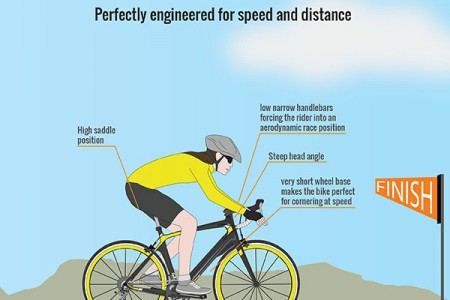 Perfectly engineered for speed and distance
low narrow handlebars
forcing the rider into an
aerodynamic race position
High saddle
position
Steep head angle
very short wheel base
makes the bike perfect
for cornering at speed
FINISH